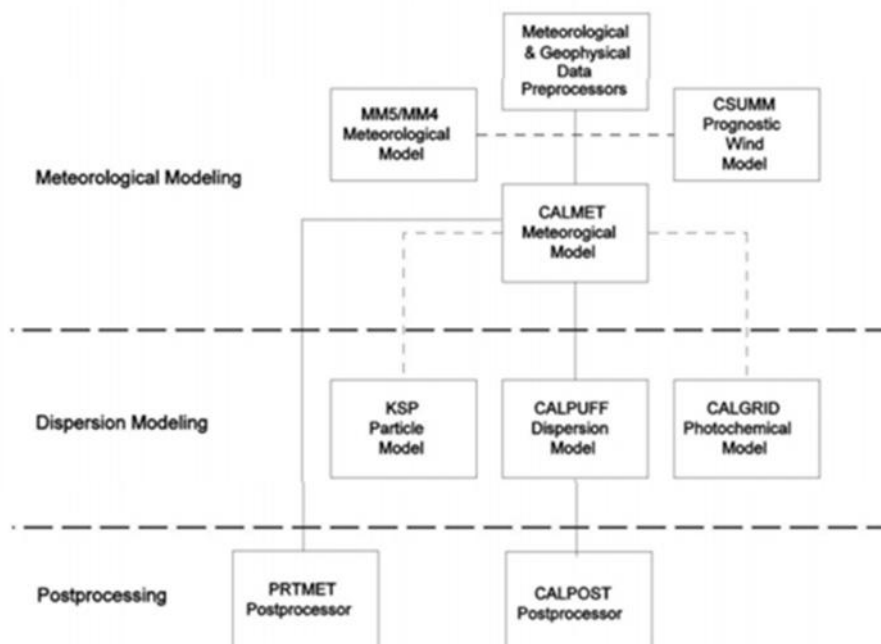 Meteorological
& Geophysical
Data
Preprocessors
MM5/MM4
Meteorological
Model
CSUMM
Prognostic
Wind
Model
Meteorological Modeling
CALMET
Meteorogical
Model
Dispersion Modeling
KSP
Particle
Model
CALPUFF
Dispersion
Model
CALGRID
Photochemical
Model
Postprocessing
PRTMET
Postprocessor
CALPOST
Postprocessor